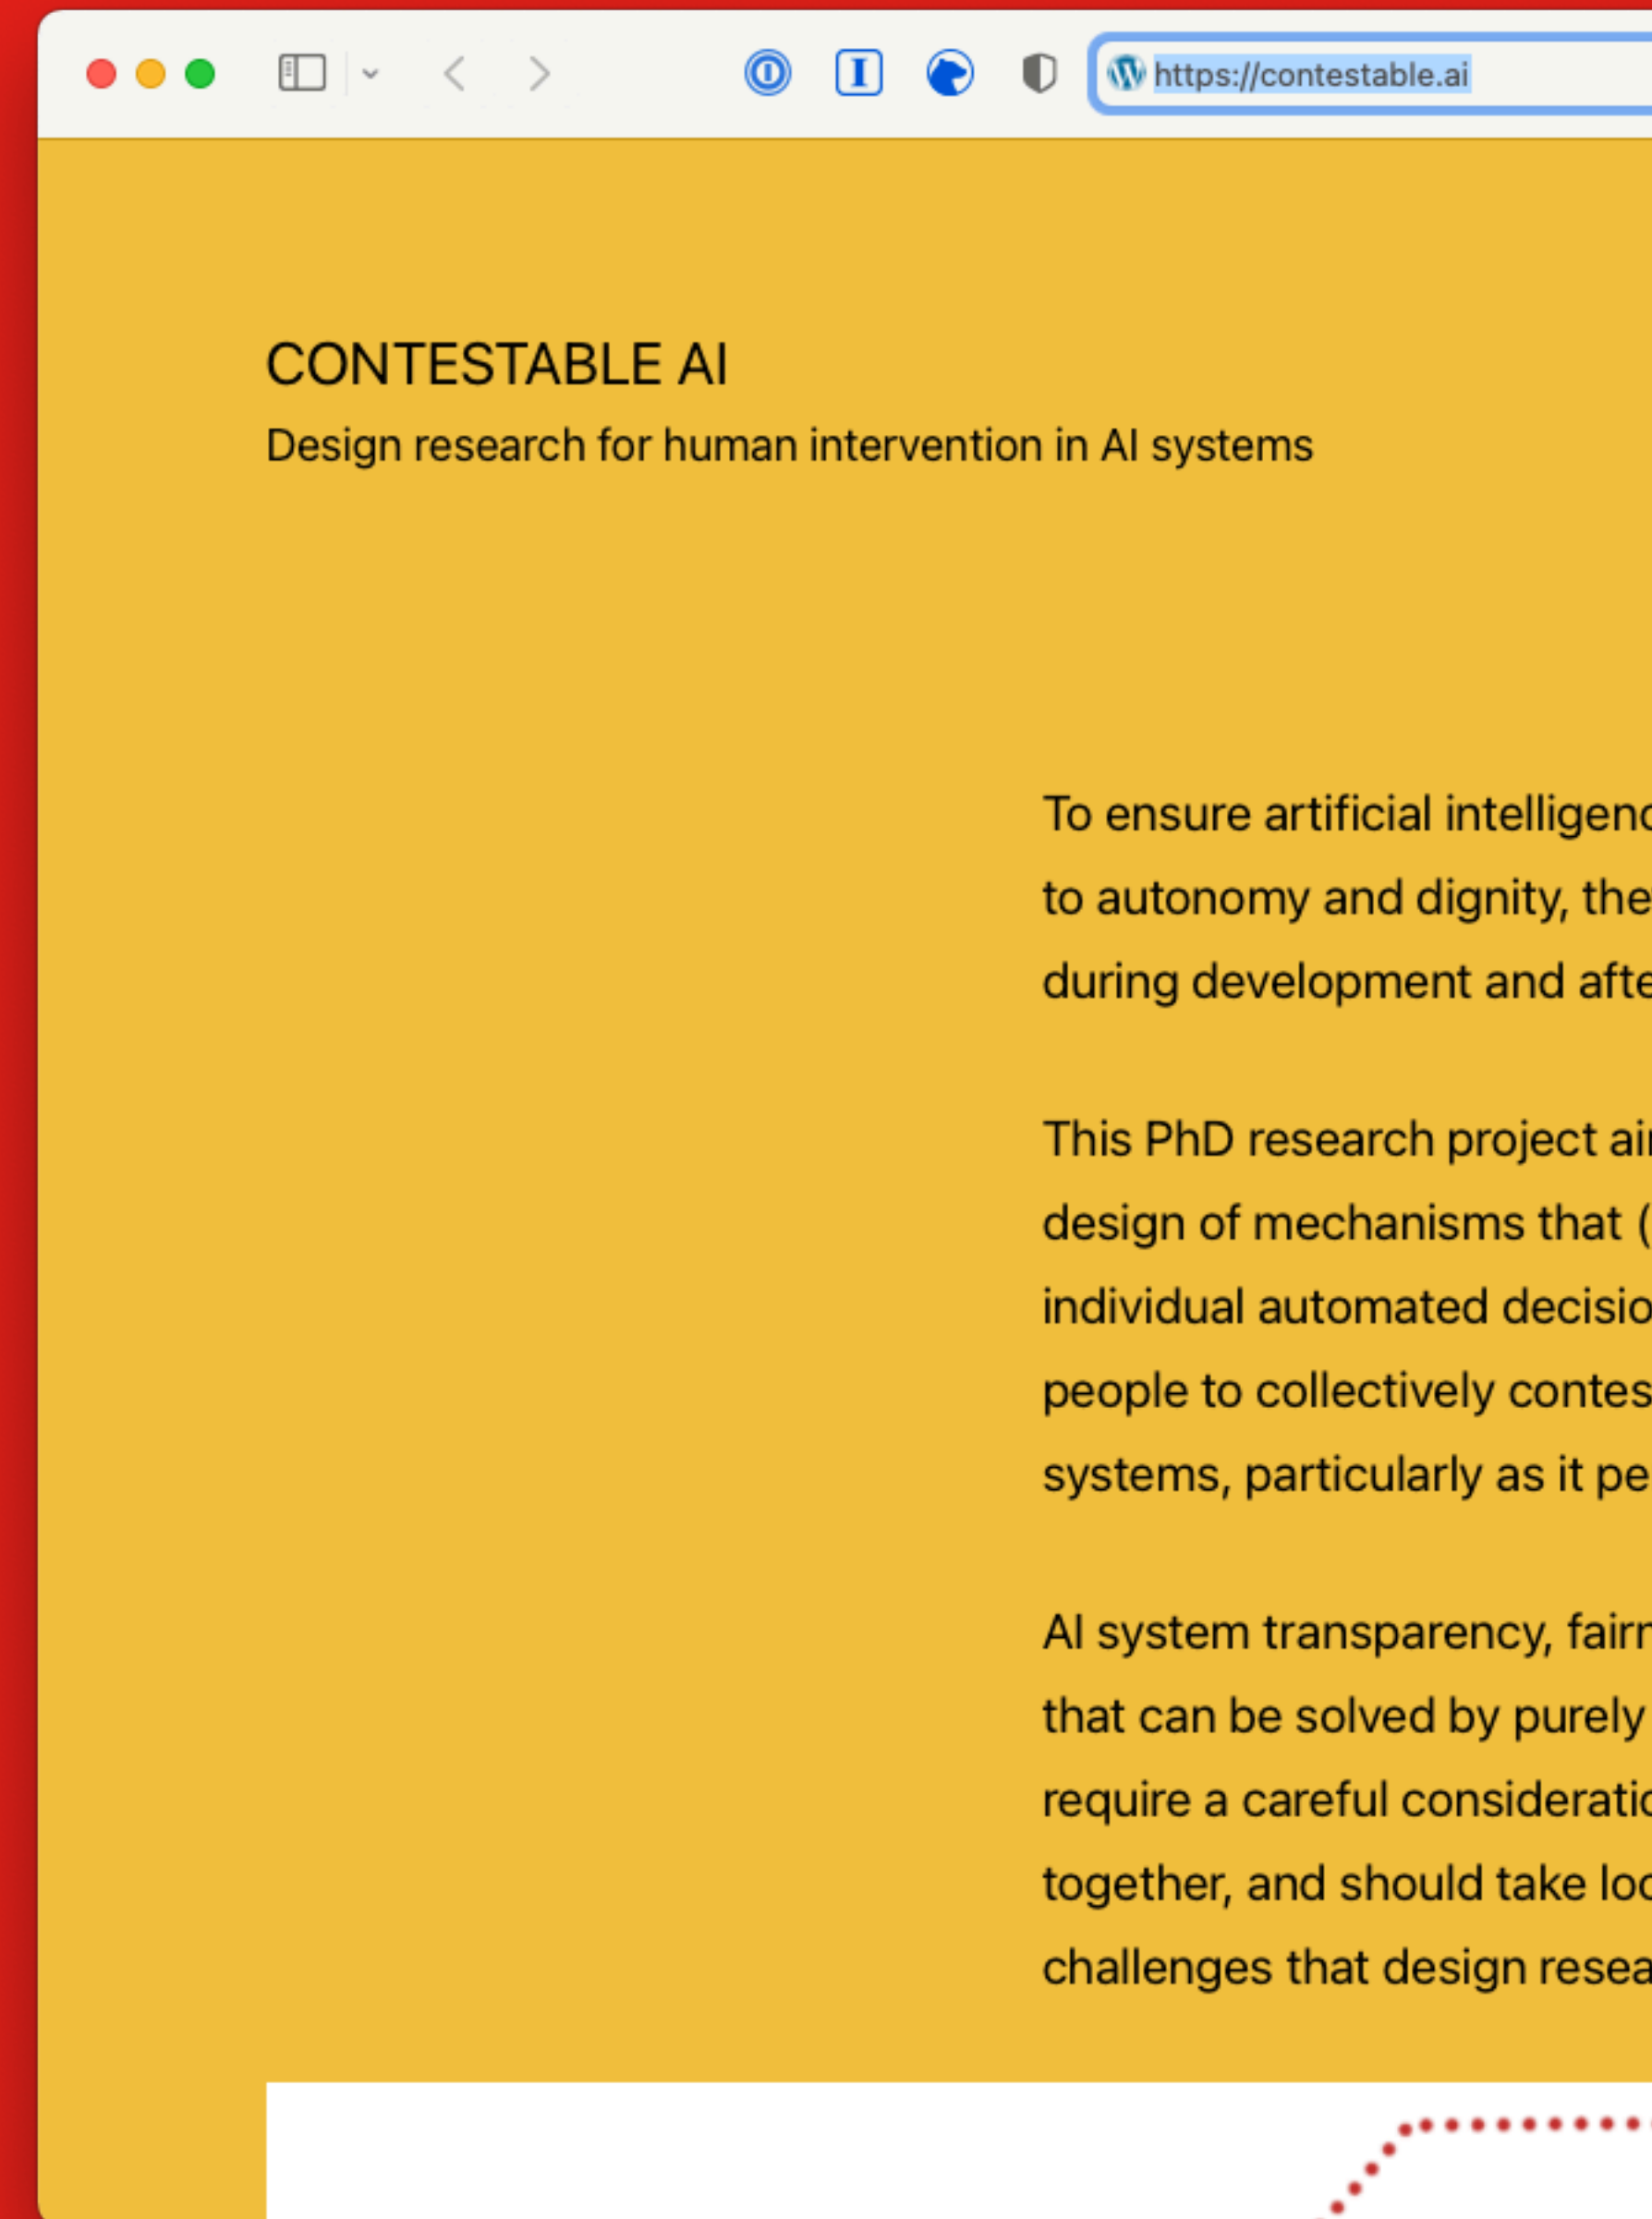 https://contestable.ai
CONTESTABLE AI
Design research for human intervention in AI systems
To ensure artificial intelligenc
to autonomy and dignity, the
during development and afte
This PhD research project ai
design of mechanisms that (
individual automated decisio
people to collectively contes
systems, particularly as it pe
AI system transparency, fair
that can be solved by purely
require a careful consideratio
together, and should take loc
challenges that design resea